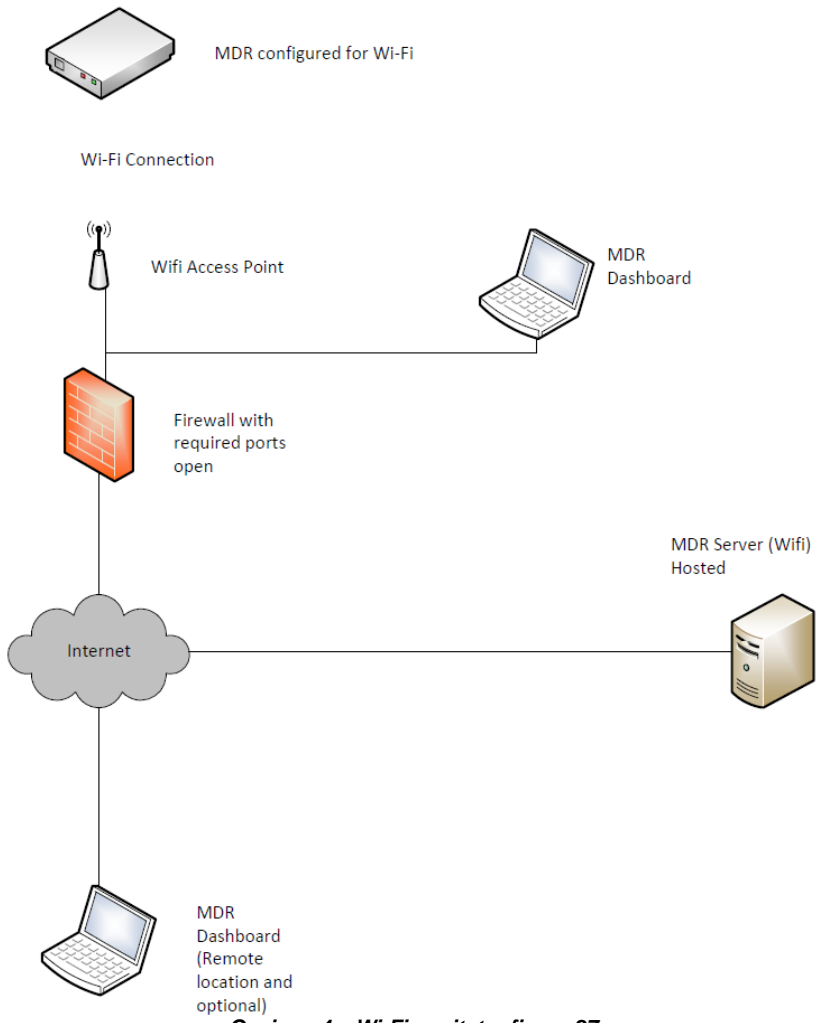 MDR configured for Wi-Fi
Wi-Fi Connection
Wifi Access Point
MDR
Dashboard
Firewall with
required ports
open
MDR Server (Wifi)
Hosted
Internet
MDR
Dashboard
(Remote
location and
optional)